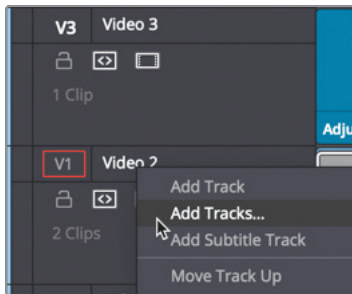 V3 Video 3
1 Clip
Adju
V1 Video 2
2 Clips
Add Track
Add Tracks...
Add Subtitle Track
Move Track Up